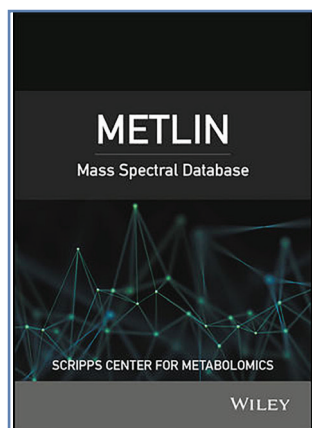 METLIN
Mass Spectral Database
SCRIPPS CENTER FOR METABOLOMICS
WILEY